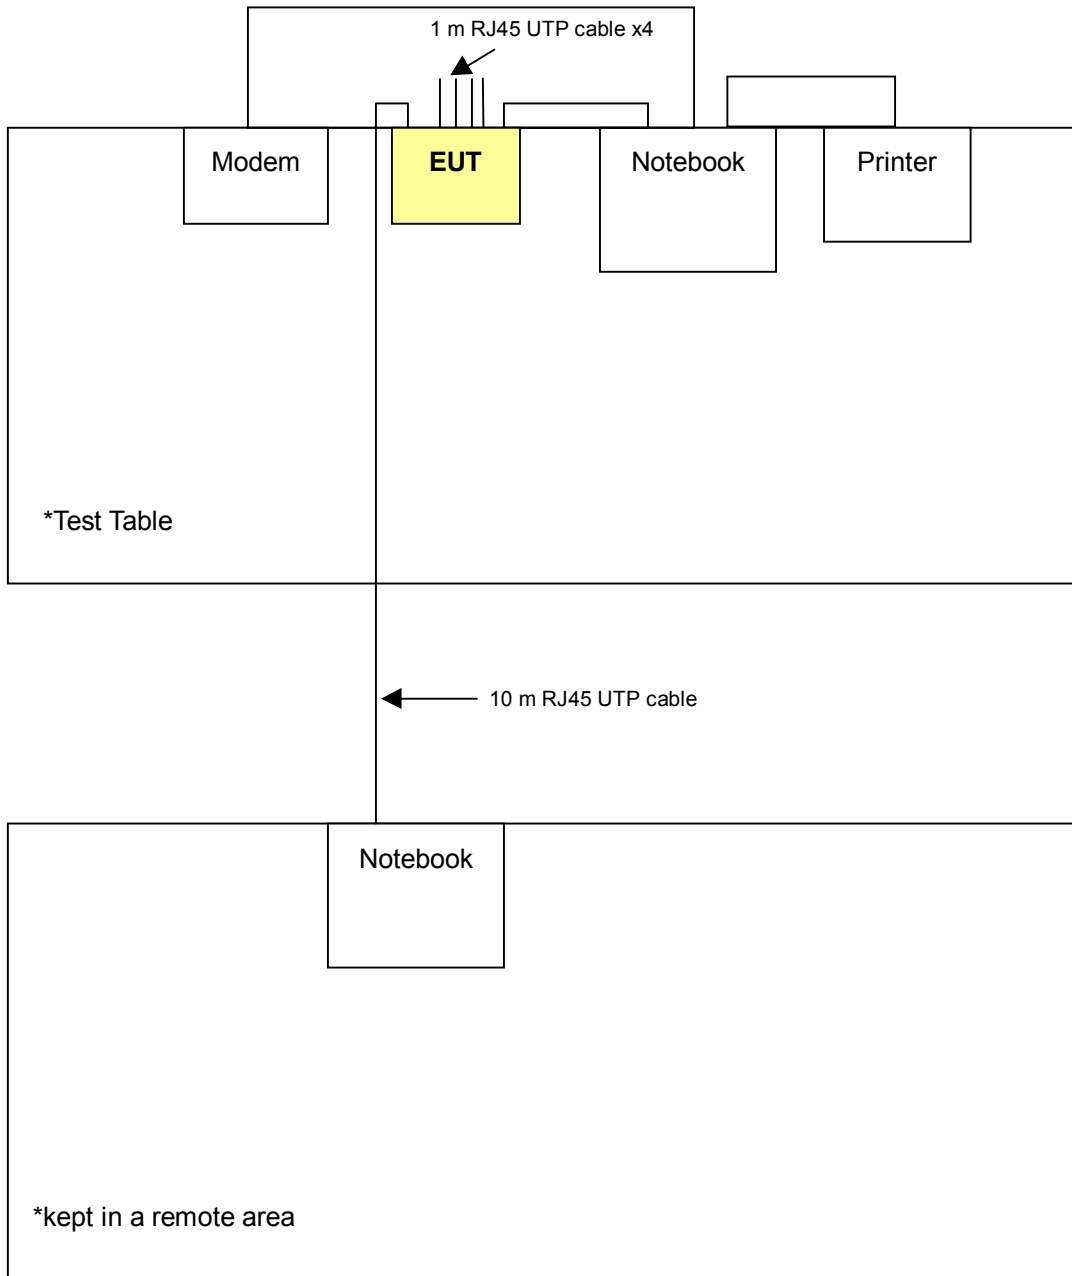 1 m RJ45 UTP cable x4
Modem
EUT
Notebook
Printer
*Test Table
10 m RJ45 UTP cable
Notebook
*kept in a remote area